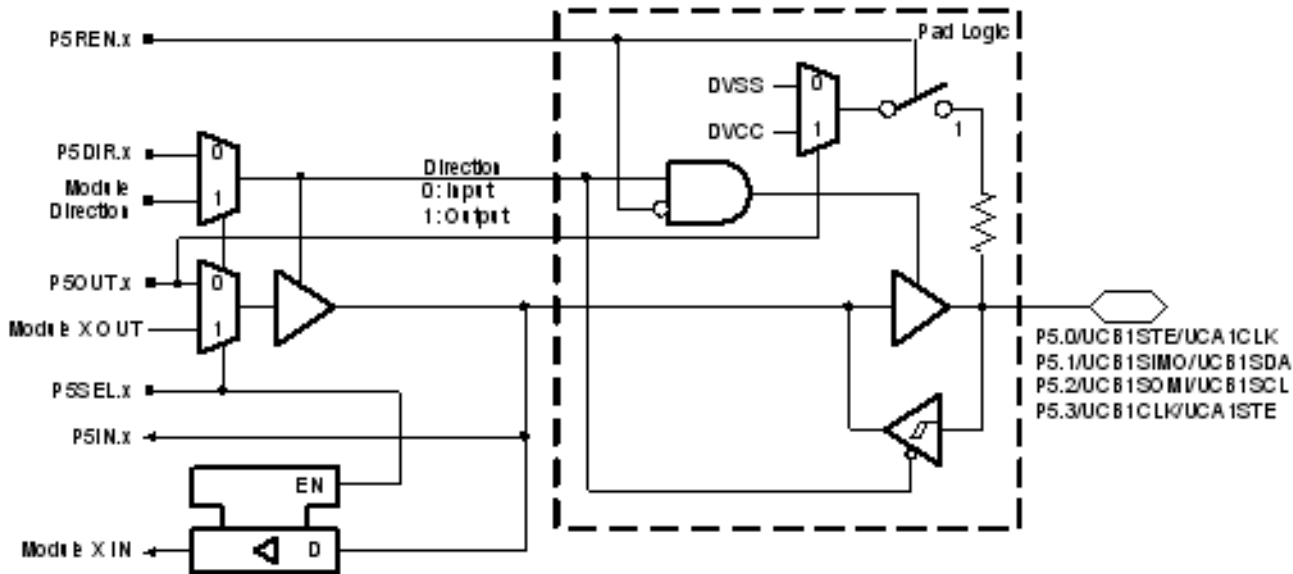 P5REN.x
Pad Logic
DVSS
0
DVCC
1
1
P5DIR.x
0
Module
Direction
1
Direction
0: Input
1: Output
P5OUT.x
0
Module X OUT
1
P5SEL.x
P5IN.x
EN
Module X IN
D
P5.0/UCB1STE/UCA1CLK
P5.1/UCB1SIMO/UCB1SDA
P5.2/UCB1SOMI/UCB1SCL
P5.3/UCB1CLK/UCA1STE